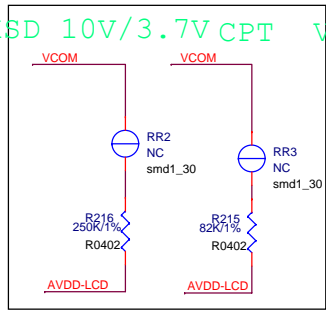 SD 10V/3.7V CPT V
VCOM
VCOM
RR2
NC
smd1_30
RR3
NC
smd1_30
R216
250K/1%
R0402
R215
82K/1%
R0402
AVDD-LCD
AVDD-LCD